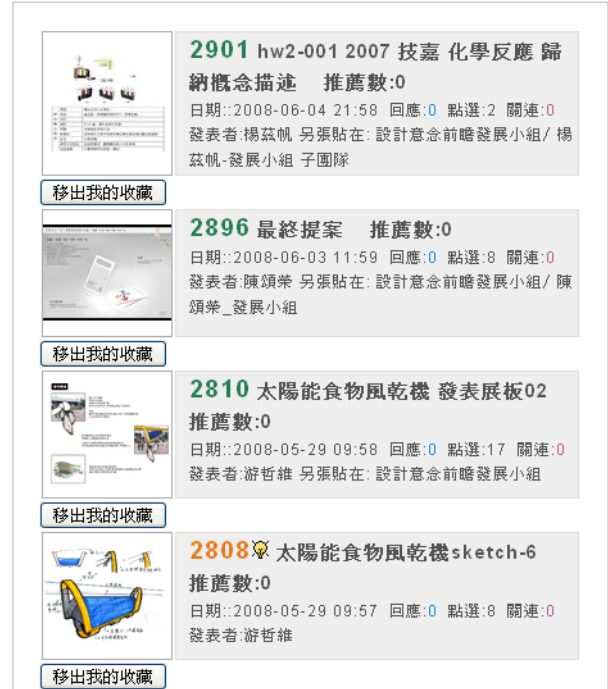 2901 hw2-001 2007 技嘉 化學反應 歸
納概念描述 推薦數:0
日期::2008-06-04 21:58 回應:0 點選:2 關連:0
發表者:楊茲帆 另張貼在: 設計意念前瞻發展小組/ 楊
茲帆-發展小組 子團隊
移出我的收藏
2896 最終提案 推薦數:0
日期::2008-06-03 11:59 回應:0 點選:8 關連:0
發表者:陳頌榮 另張貼在: 設計意念前瞻發展小組/ 陳
頌榮_發展小組
移出我的收藏
2810 太陽能食物風乾機 發表展板02
推薦數:0
日期::2008-05-29 09:58 回應:0 點選:17 關連:0
發表者:游哲維 另張貼在: 設計意念前瞻發展小組
移出我的收藏
2808 太陽能食物風乾機sketch-6
推薦數:0
日期::2008-05-29 09:57 回應:0 點選:8 關連:0
發表者:游哲維
移出我的收藏